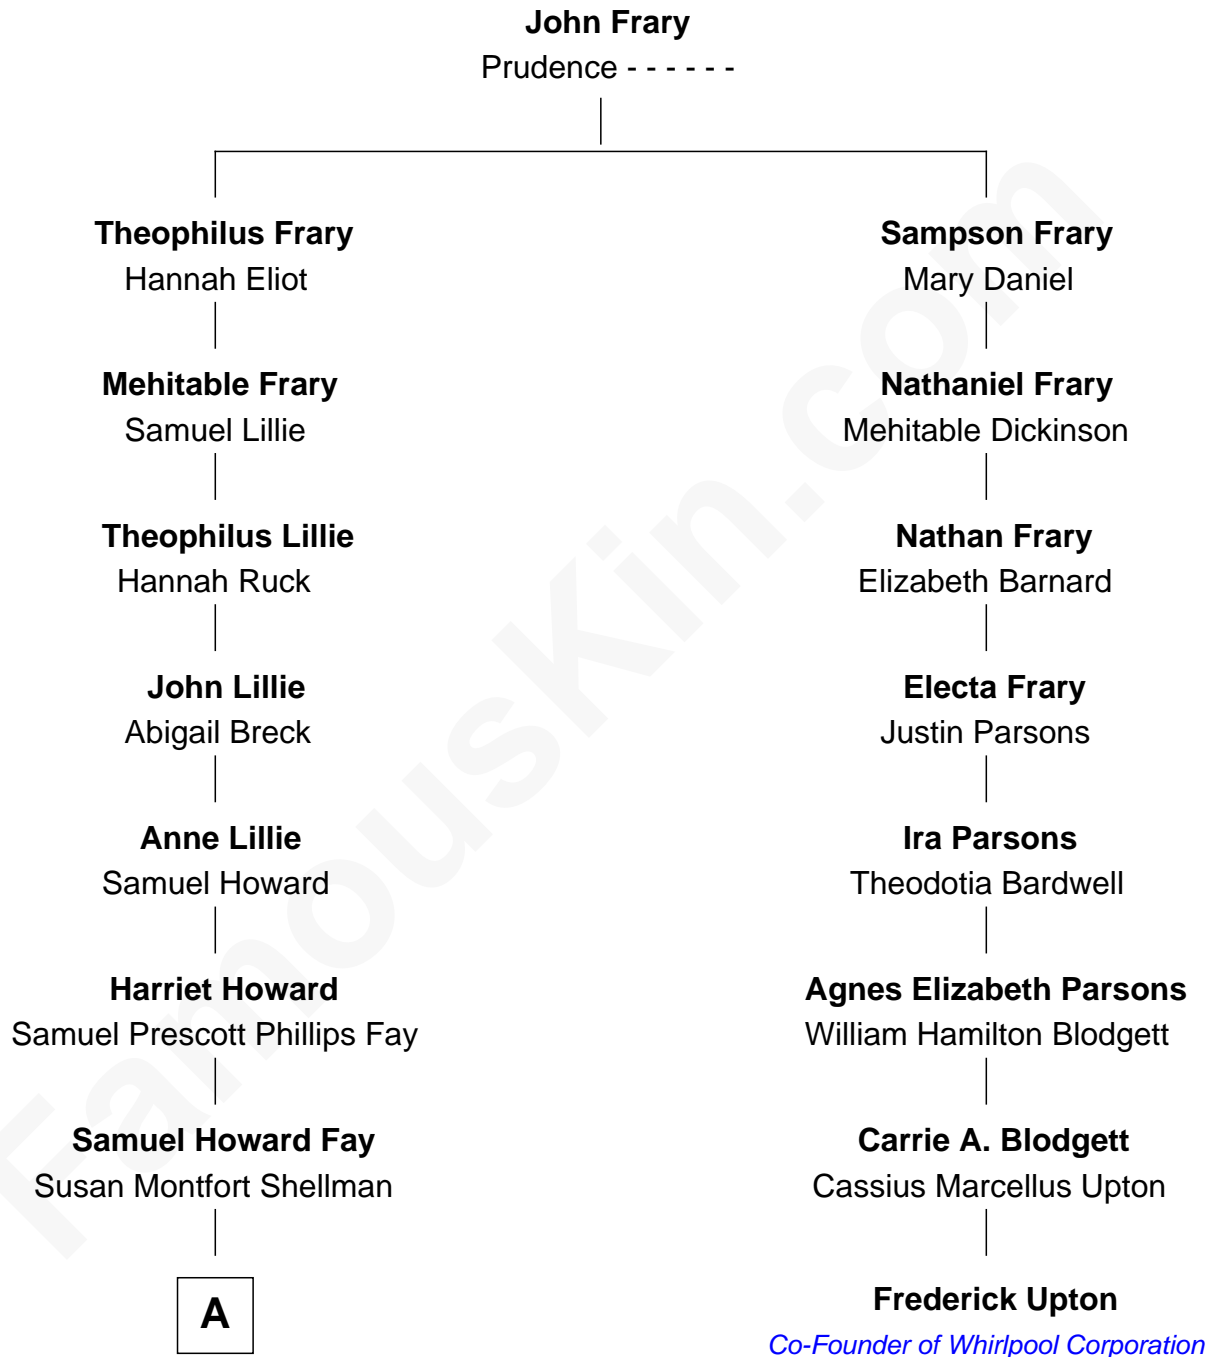 John Frary
Prudence - - - - - -
Theophilus Frary
Hannah Eliot
Mehitable Frary
Samuel Lillie
Theophilus Lillie
Hannah Ruck
John Lillie
Abigail Breck
Anne Lillie
Samuel Howard
Harriet Howard
Samuel Prescott Phillips Fay
Samuel Howard Fay
Susan Montfort Shellman
A
Sampson Frary
Mary Daniel
Nathaniel Frary
Mehitable Dickinson
Nathan Frary
Elizabeth Barnard
Electa Frary
Justin Parsons
Ira Parsons
Theodotia Bardwell
Agnes Elizabeth Parsons
William Hamilton Blodgett
Carrie A. Blodgett
Cassius Marcellus Upton
Frederick Upton
Co-Founder of Whirlpool Corporation
FamousKin.com